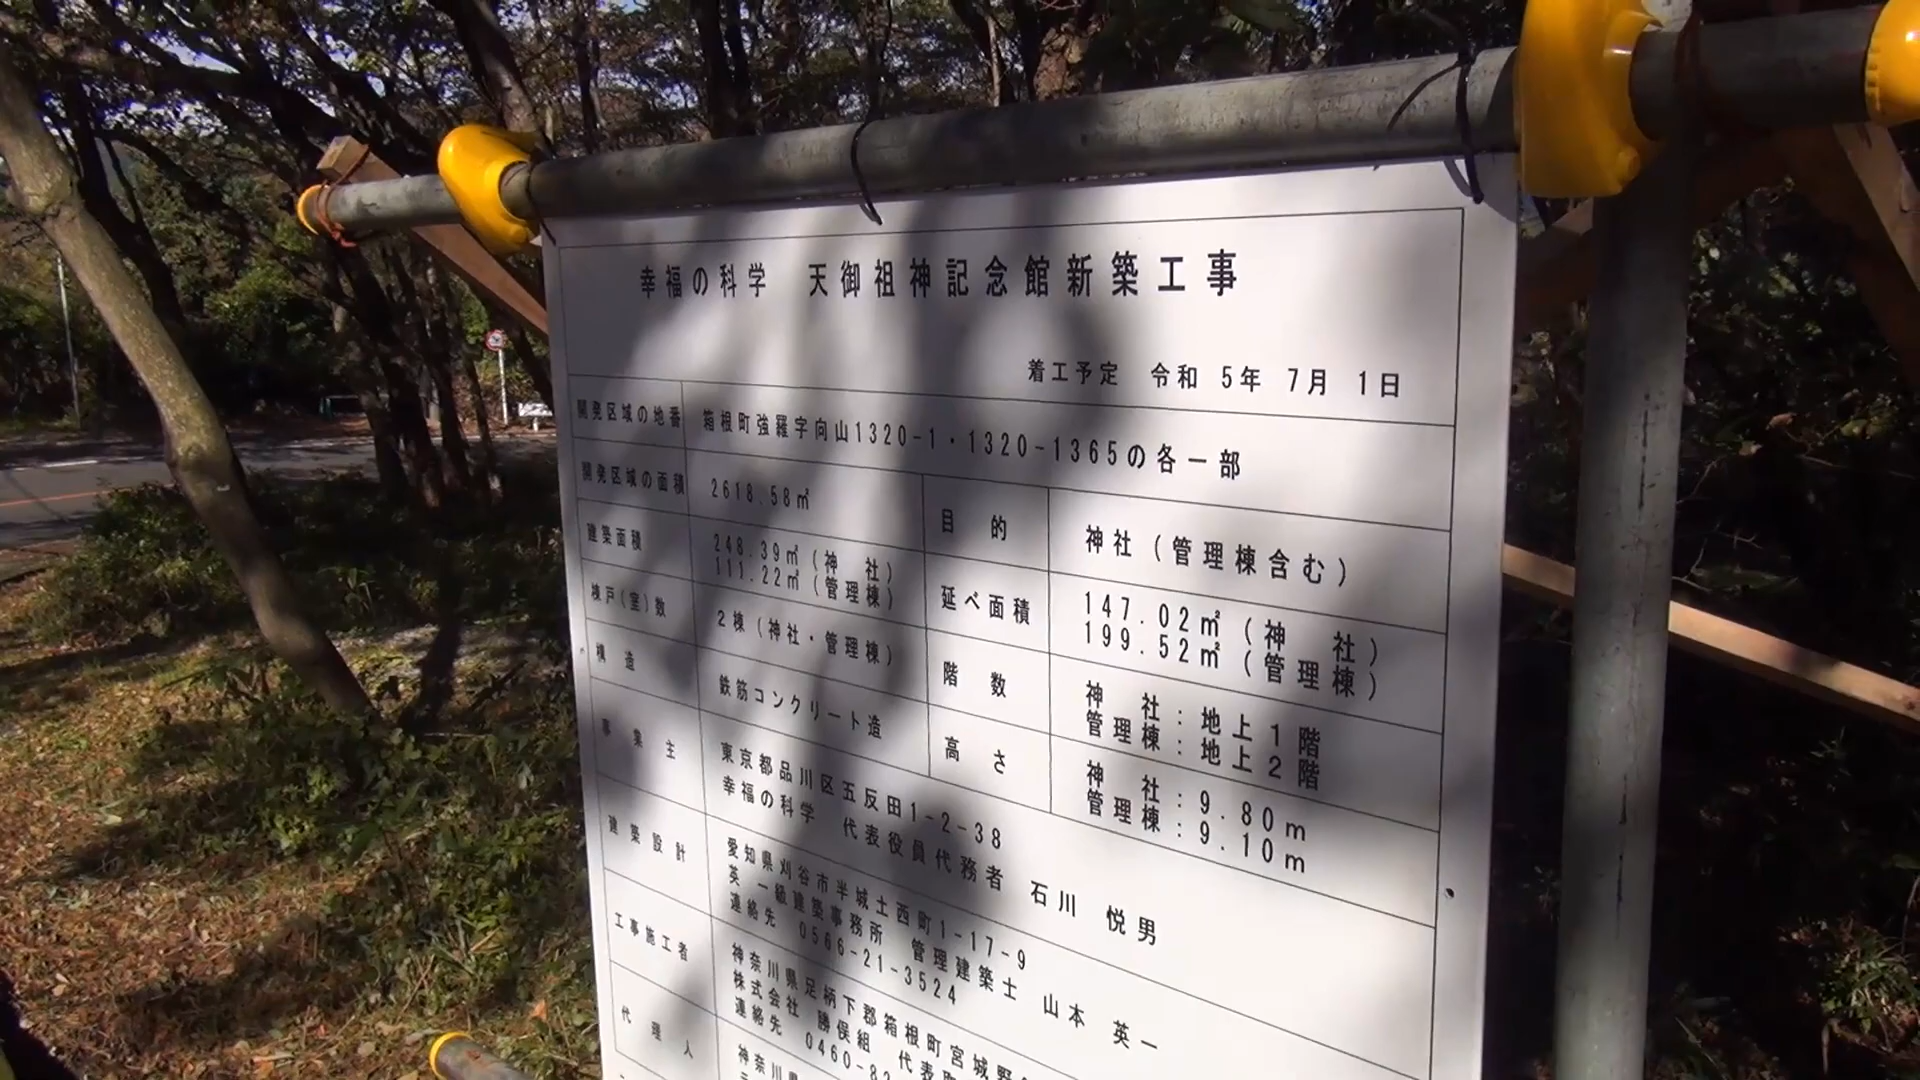 幸福の科学 天御祖神記念館新築工事
着工予定 令和 5年 7月 1日
開発区域の地番 箱根町強羅字向山1320-1・1320-1365の各一部
開発区域の面積 2618.58㎡ 目的 神社(管理棟含む)
建築面積 248.39㎡(神 社)
111.22㎡(管理棟)
延べ面積 147.02㎡(神 社)
199.52㎡(管理棟)
棟戸(室)数 2棟(神社・管理棟)
階数 神 社:地上1階
管理棟:地上2階
構造 鉄筋コンクリート造
高さ 神 社:9.80m
管理棟:9.10m
事業主 東京都品川区五反田1-2-38
幸福の科学 代表役員代務者 石川 悦男
建築設計 愛知県刈谷市半城土西町1-17-9
英 一級建築事務所 管理建築士 山本 英一
連絡先 0566-21-3524
工事施工者 神奈川県足柄下郡箱根町宮城野
株式会社 勝俣組 代表
連絡先 0460-82
代理人 神奈川県